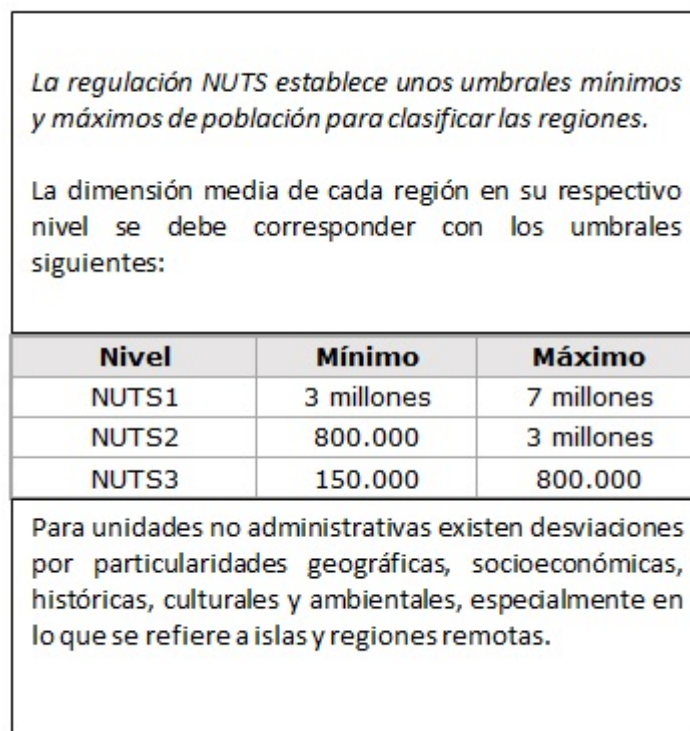 La regulación NUTS establece unos umbrales mínimos
y máximos de población para clasificar las regiones.
La dimensión media de cada región en su respectivo
nivel se debe corresponder con los umbrales
siguientes:
Nivel Mínimo Máximo
NUTS1 3 millones 7 millones
NUTS2 800.000 3 millones
NUTS3 150.000 800.000
Para unidades no administrativas existen desviaciones
por particularidades geográficas, socioeconómicas,
históricas, culturales y ambientales, especialmente en
lo que se refiere a islas y regiones remotas.